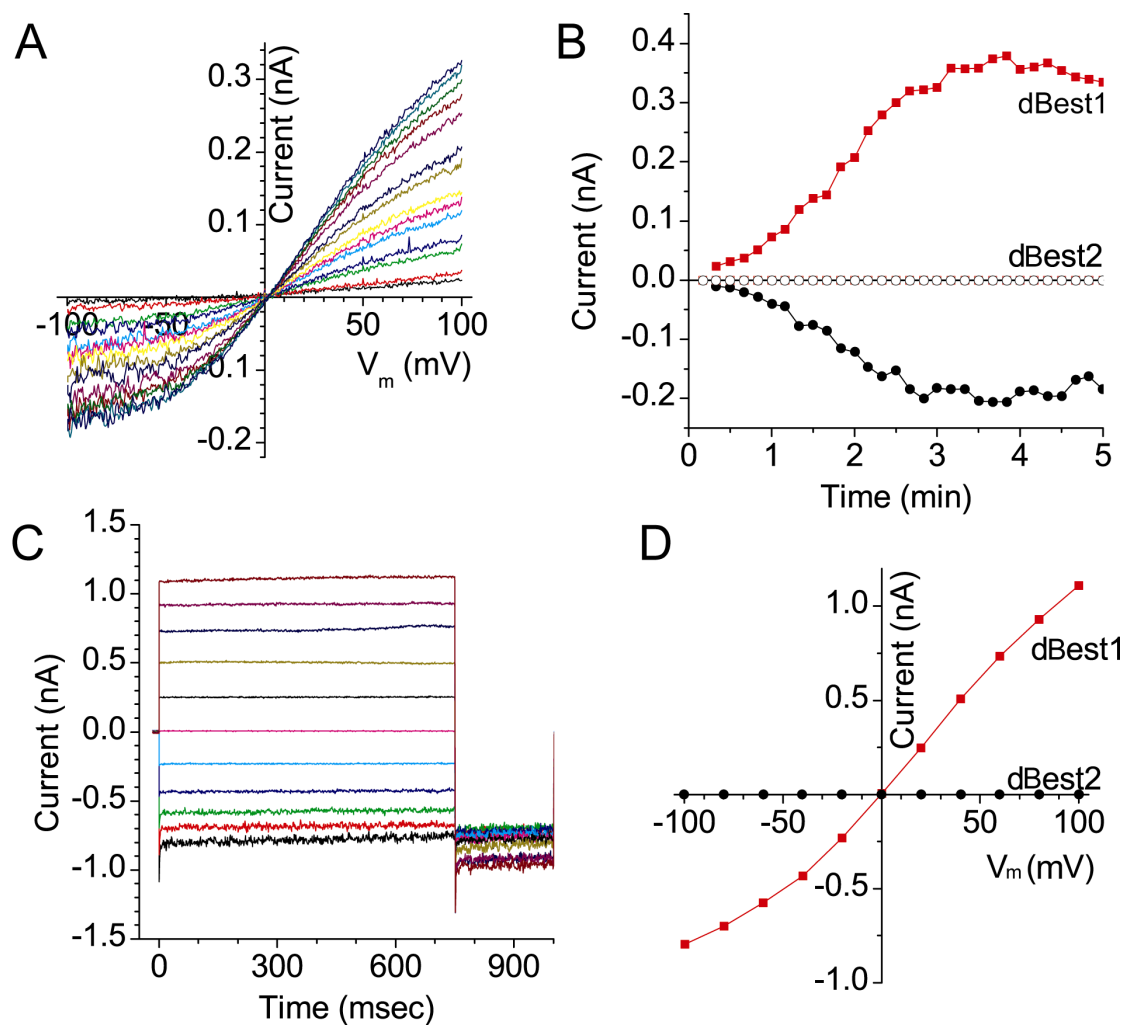 A
Current (nA)
0.3
0.2
0.1
-100
-50
50
100
V_m (mV)
0.1
-0.2
B
Current (nA)
0.4
0.3
0.2
0.1
0.0
-0.1
-0.2
dBest1
dBest2
0
1
2
3
4
5
Time (min)
C
Current (nA)
1.5
1.0
0.5
0.0
-0.5
-1.0
-1.5
0
300
600
900
Time (msec)
D
Current (nA)
1.0
0.5
dBest1
dBest2
-100
-50
50
100
Vm (mV)
-0.5
-1.0